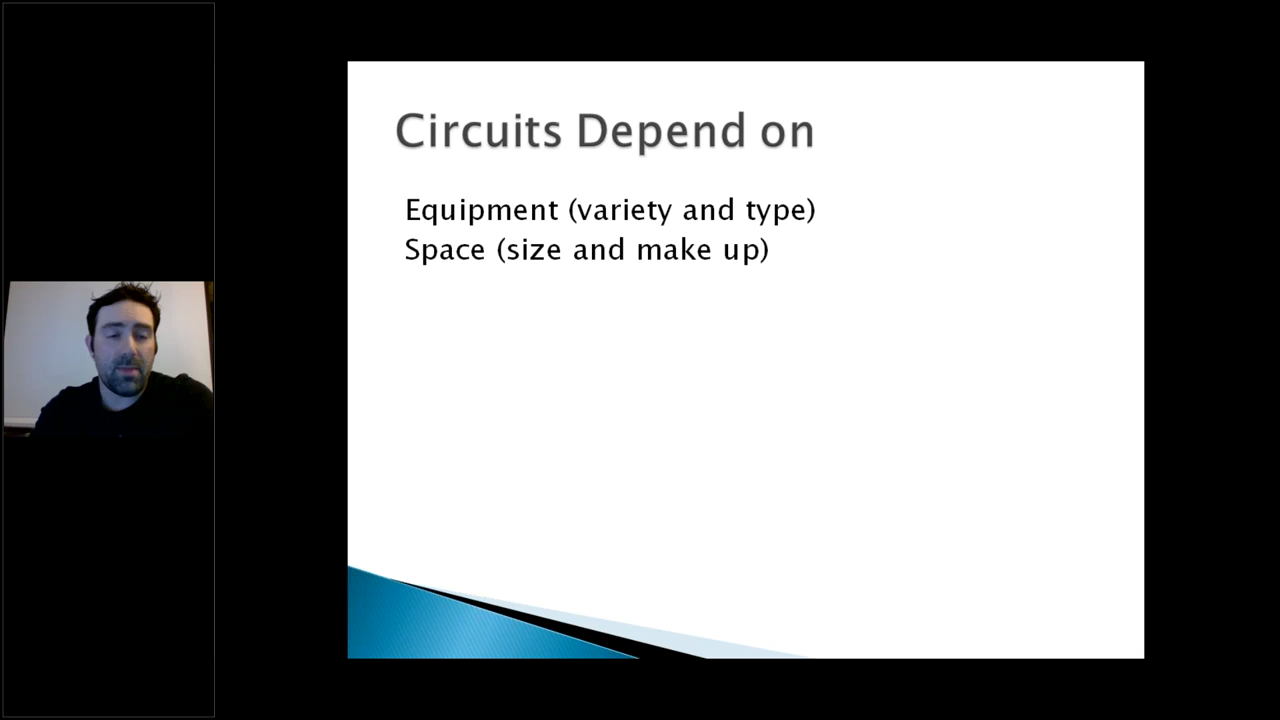 Circuits Depend on
Equipment (variety and type)
Space (size and make up)